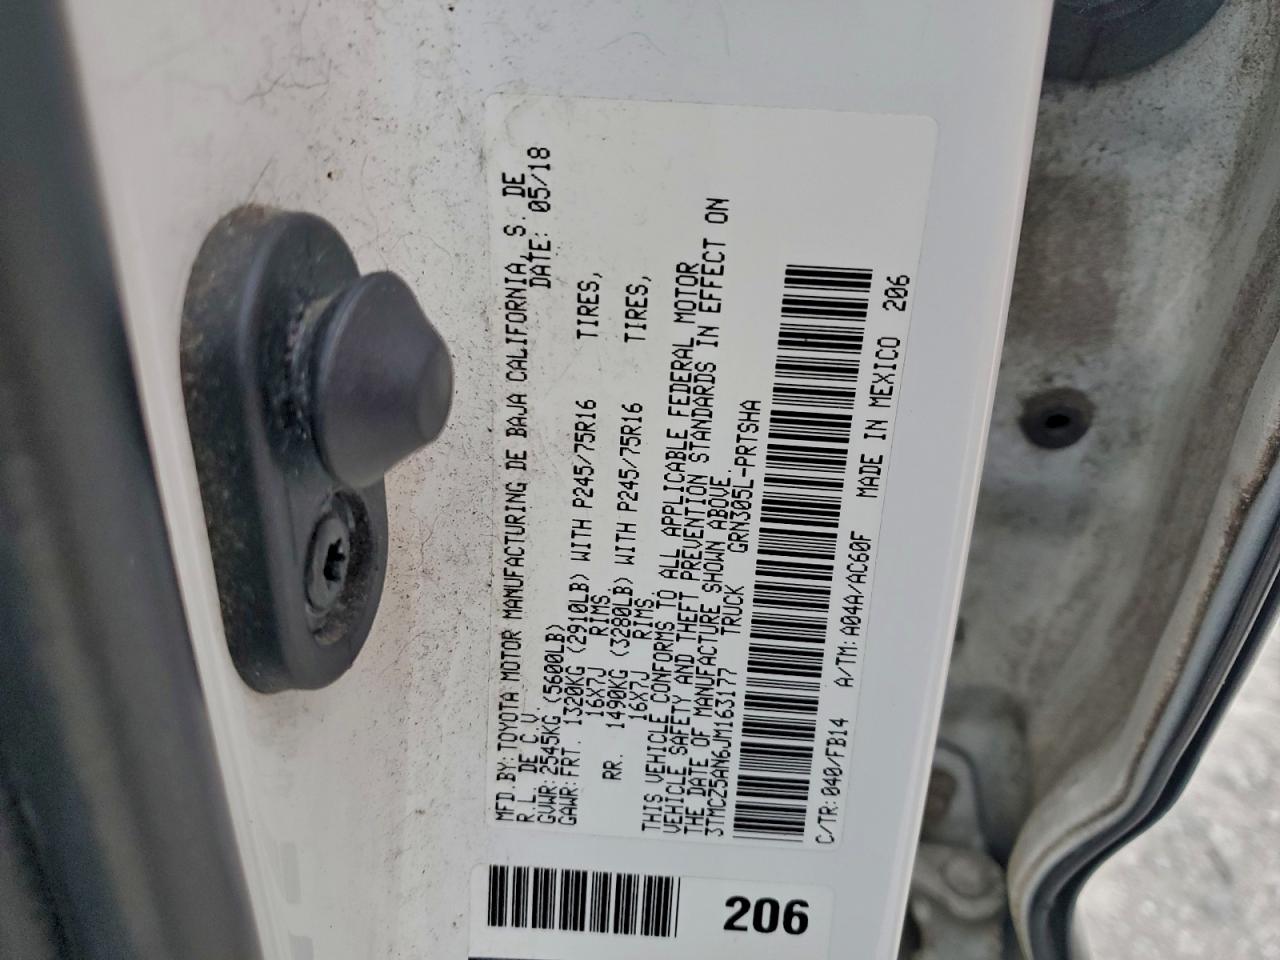 MFD.BY:TOYOTA MOTOR MANUFACTURING DE BAJA CALIFORNIA, S. DE
R.L. DE C.V. DATE: 05/18
GVWR:2545KG (5600LB)
GAWR:FRT. 1320KG (2910LB) WITH P245/75R16 TIRES,
16X7J RIMS
RR. 1490KG (3280LB) WITH P245/75R16 TIRES,
16X7J RIMS
THIS VEHICLE CONFORMS TO ALL APPLICABLE FEDERAL MOTOR
VEHICLE SAFETY AND THEFT PREVENTION STANDARDS IN EFFECT ON
THE DATE OF MANUFACTURE SHOWN ABOVE.
3TMCZ5AN6JM163177 TRUCK GRN305L-PRTSHA
C/TR:040/FB14 A/TM:A04A/AC60F MADE IN MEXICO 206
206